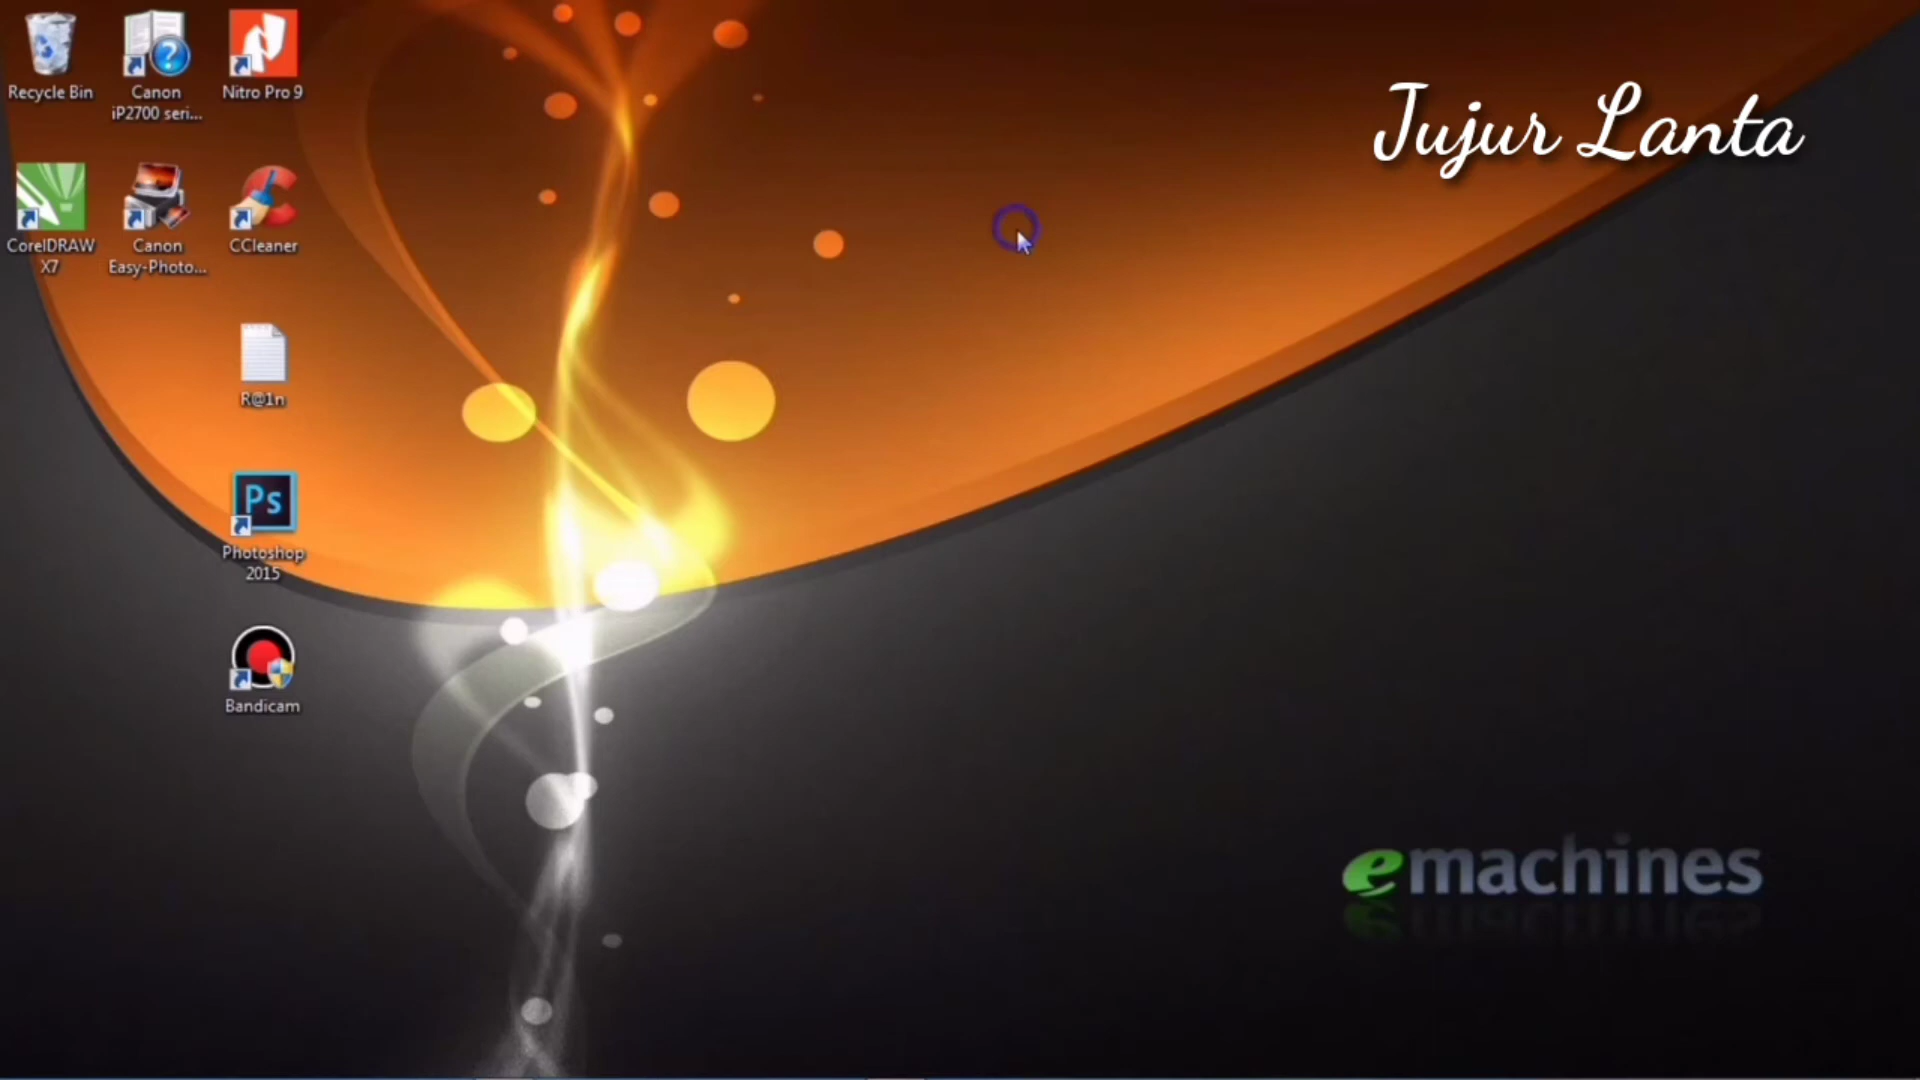 Recycle Bin
Canon
iP2700 seri...
Nitro Pro 9
Jujur Lanta
CorelDRAW
X7
Canon
Easy-Photo...
CCleaner
R@1n
Ps
Photoshop
2015
Bandicam
emachines